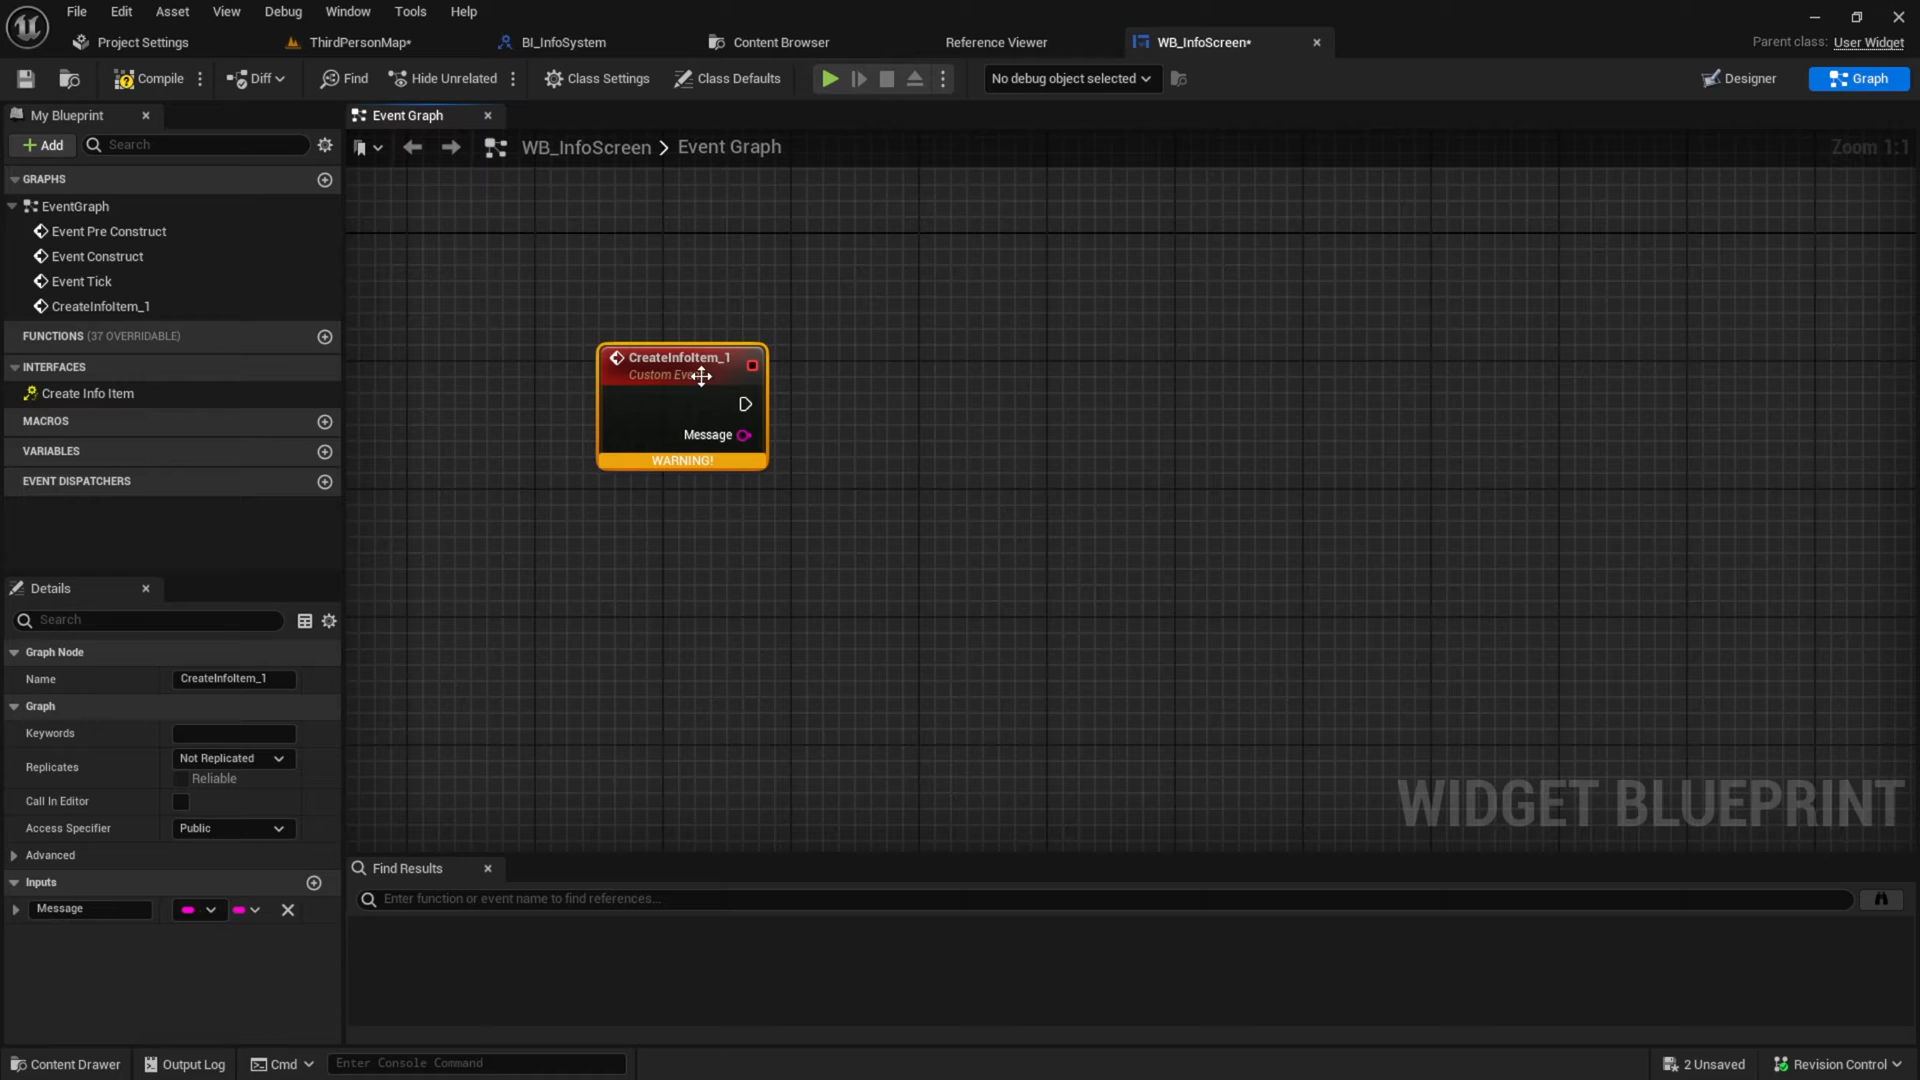 File Edit Asset View Debug Window Tools Help
Project Settings ThirdPersonMap* BI_InfoSystem Content Browser Reference Viewer WB_InfoScreen* Parent class: User Widget
Compile Diff Find Hide Unrelated Class Settings Class Defaults No debug object selected Designer Graph
My Blueprint
Event Graph
Add Search
WB_InfoScreen > Event Graph Zoom 1:1
GRAPHS
EventGraph
Event Pre Construct
Event Construct
Event Tick
CreateInfoItem_1
FUNCTIONS (37 OVERRIDABLE)
INTERFACES
Create Info Item
MACROS
VARIABLES
EVENT DISPATCHERS
CreateInfoItem_1
Custom
Message
WARNING!
WIDGET BLUEPRINT
Details
Search
Graph Node
Name CreateInfoItem_1
Graph
Keywords
Replicates Not Replicated
Reliable
Call In Editor
Access Specifier Public
Advanced
Inputs
Message
Find Results
Enter function or event name to find references...
Content Drawer Output Log Cmd Enter Console Command 2 Unsaved Revision Control